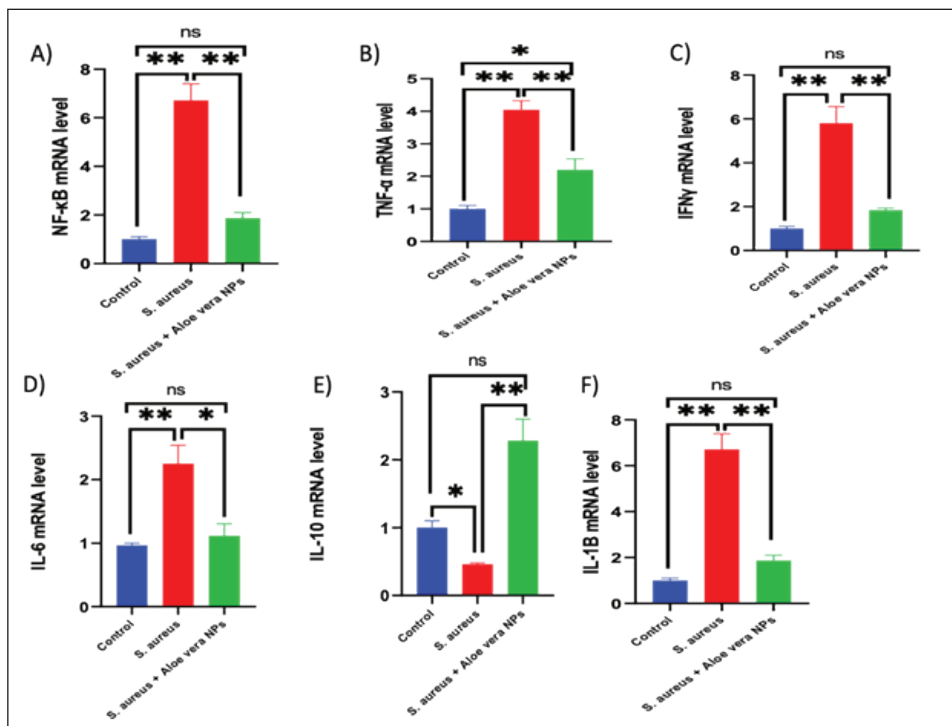 A)
ns
** **
NF-κB mRNA level
8
6
4
2
0
Control
S. aureus
S. aureus + Aloe vera NPs
B)
*
** **
TNF-α mRNA level
5
4
3
2
1
0
Control
S. aureus
S. aureus + Aloe vera NPs
C)
ns
** **
IFNγ mRNA level
8
6
4
2
0
Control
S. aureus
S. aureus + Aloe vera NPs
D)
ns
** *
IL-6 mRNA level
3
2
1
0
Control
S. aureus
S. aureus + Aloe vera NPs
E)
ns
**
*
IL-10 mRNA level
3
2
1
0
Control
S. aureus
S. aureus + Aloe vera NPs
F)
ns
** **
IL-1B mRNA level
8
6
4
2
0
Control
S. aureus
S. aureus + Aloe vera NPs